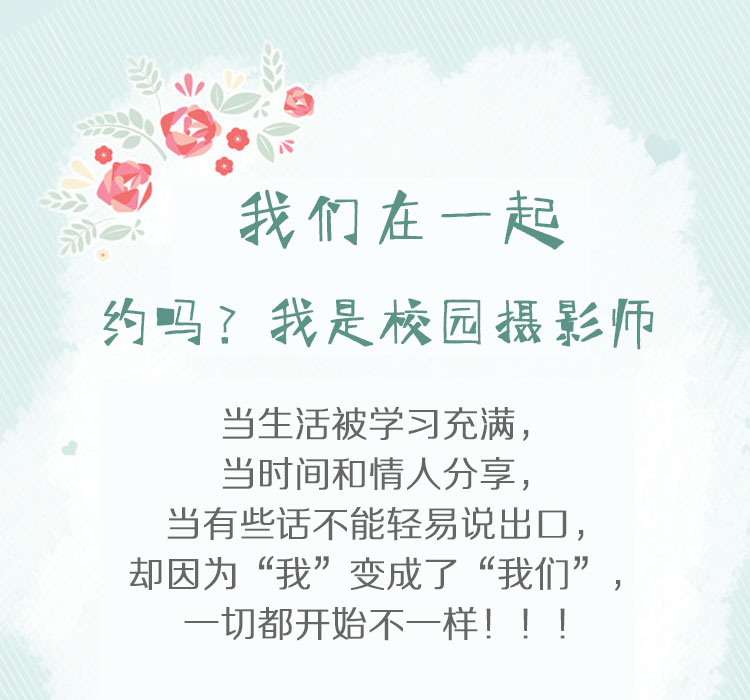 我们在一起
约吗？我是校园摄影师
当生活被学习充满，
当时间和情人分享，
当有些话不能轻易说出口，
却因为“我”变成了“我们”，
一切都开始不一样！！！